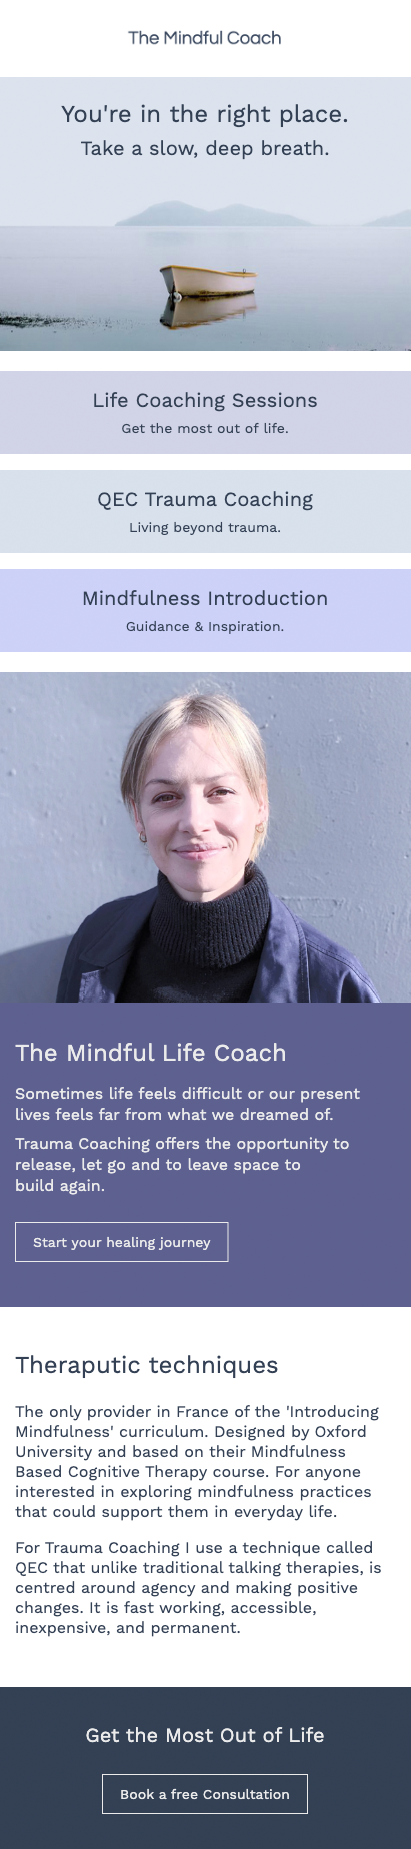 The Mindful Coach
You're in the right place.
Take a slow, deep breath.
Life Coaching Sessions
Get the most out of life.
QEC Trauma Coaching
Living beyond trauma.
Mindfulness Introduction
Guidance & Inspiration.
The Mindful Life Coach
Sometimes life feels difficult or our present
lives feels far from what we dreamed of.
Trauma Coaching offers the opportunity to
release, let go and to leave space to
build again.
Start your healing journey
Theraputic techniques
The only provider in France of the 'Introducing
Mindfulness' curriculum. Designed by Oxford
University and based on their Mindfulness
Based Cognitive Therapy course. For anyone
interested in exploring mindfulness practices
that could support them in everyday life.
For Trauma Coaching I use a technique called
QEC that unlike traditional talking therapies, is
centred around agency and making positive
changes. It is fast working, accessible,
inexpensive, and permanent.
Get the Most Out of Life
Book a free Consultation